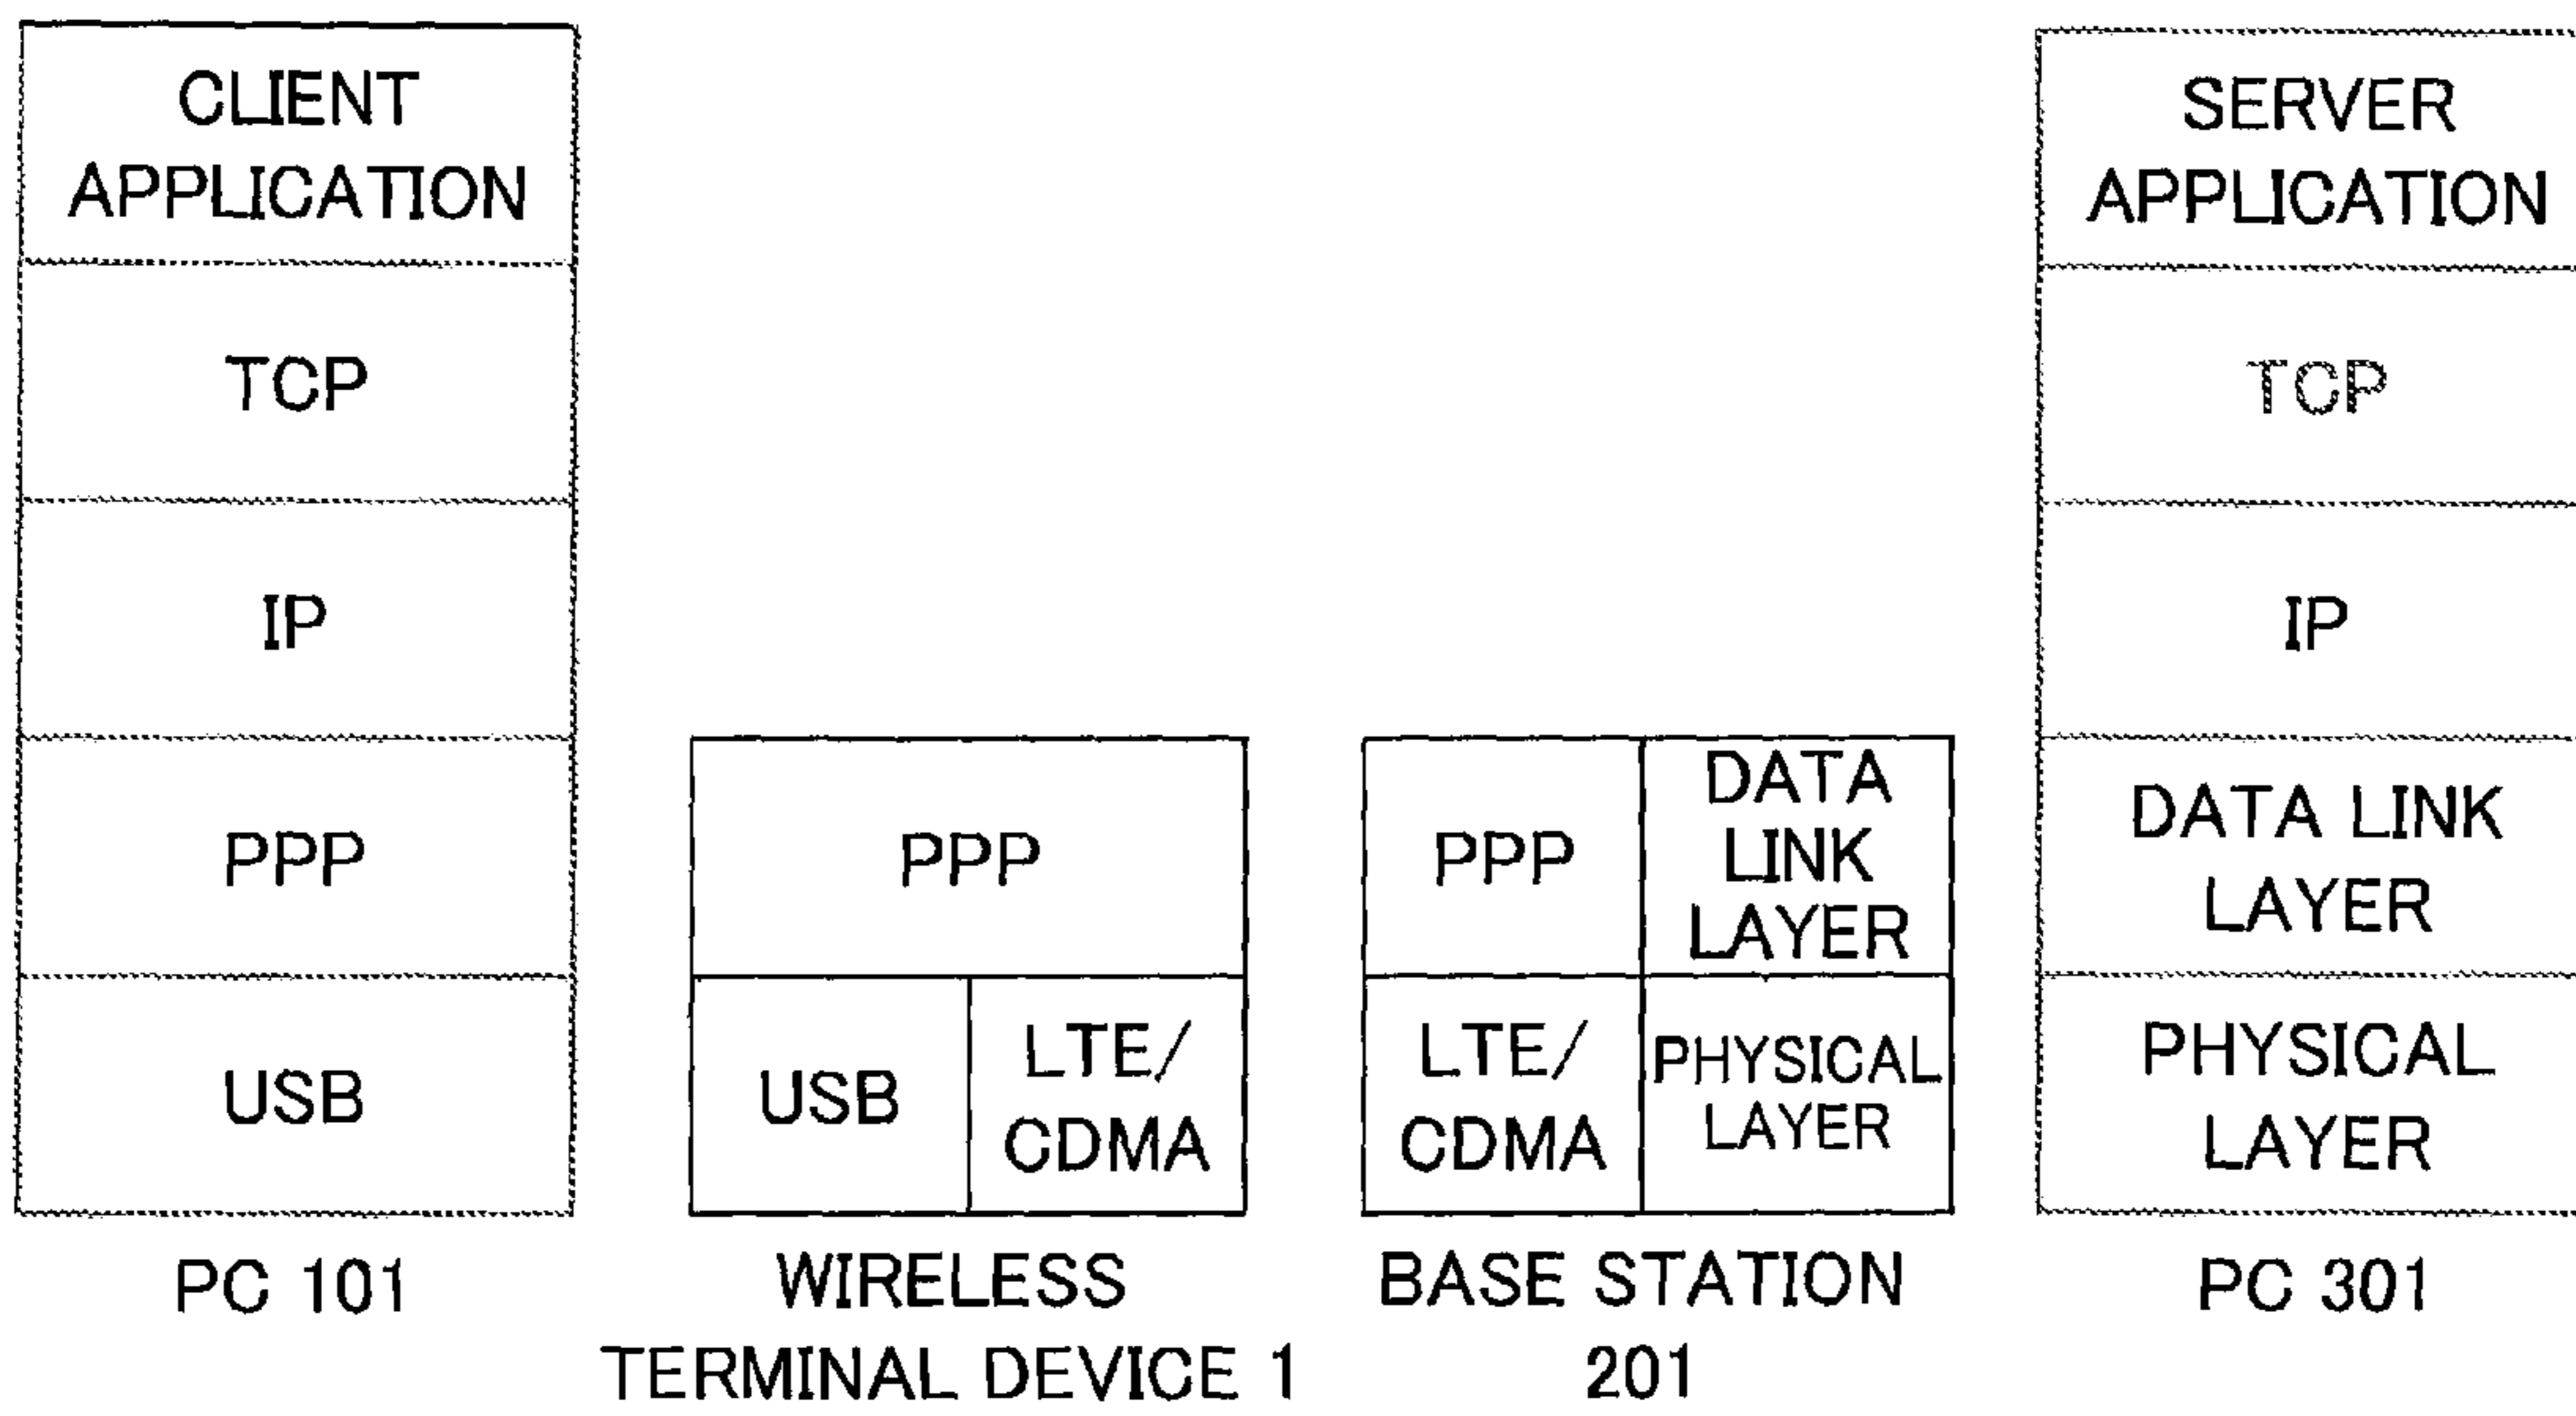 CLIENT
APPLICATION
TCP
IP
PPP
USB
PC 101
PPP
USB
LTE/
CDMA
WIRELESS
TERMINAL DEVICE 1
PPP
DATA
LINK
LAYER
LTE/
CDMA
PHYSICAL
LAYER
BASE STATION
201
SERVER
APPLICATION
TCP
IP
DATA LINK
LAYER
PHYSICAL
LAYER
PC 301